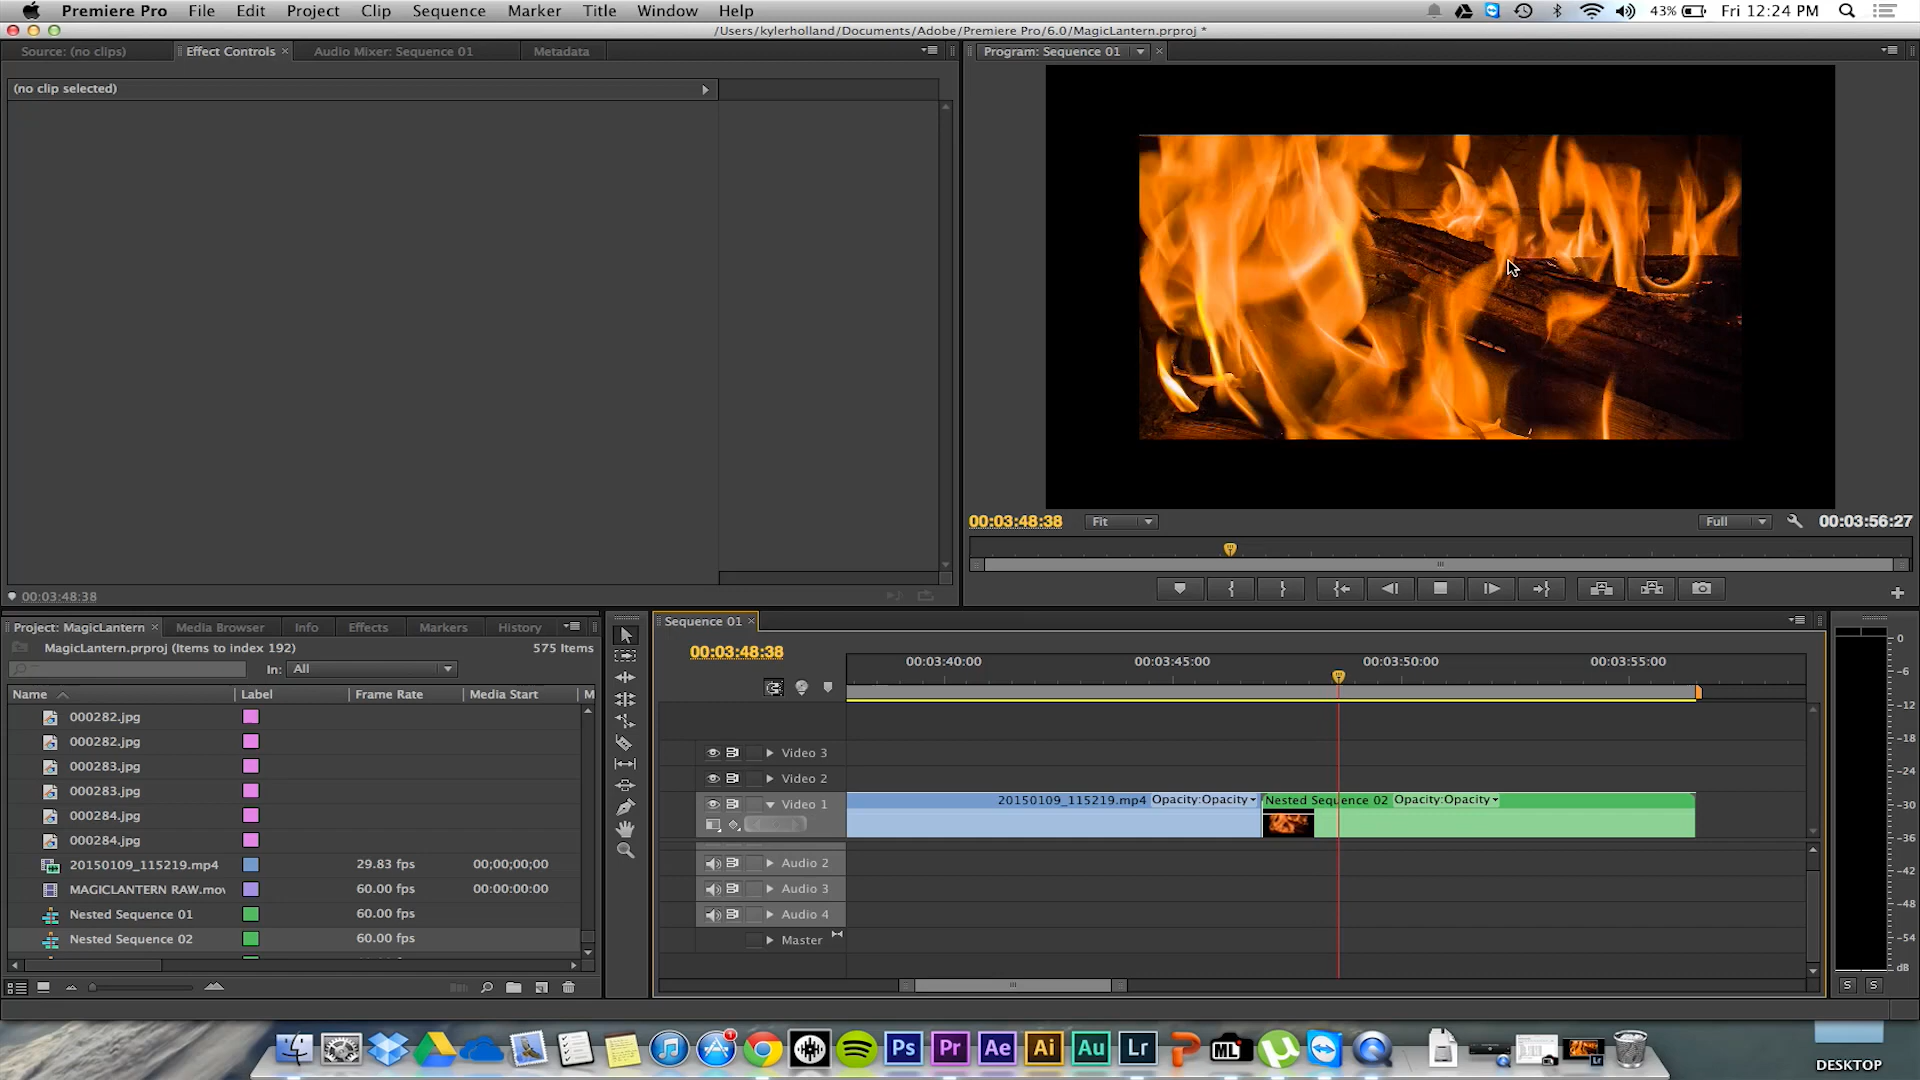 Premiere Pro File Edit Project Clip Sequence Marker Title Window Help 43% Fri 12:24 PM
/Users/kylerholland/Documents/Adobe/Premiere Pro/6.0/MagicLantern.prproj *
Source: (no clips) Effect Controls × Audio Mixer: Sequence 01 Metadata
Program: Sequence 01 ×
(no clip selected)
00:03:48:38 Fit Full 00:03:56:27
00:03:48:38
Project: MagicLantern × Media Browser Info Effects Markers History
MagicLantern.prproj (Items to index 192) 575 Items
In: All
Name Label Frame Rate Media Start M
000282.jpg
000282.jpg
000283.jpg
000283.jpg
000284.jpg
000284.jpg
20150109_115219.mp4 29.83 fps 00;00;00;00
MAGICLANTERN RAW.mov 60.00 fps 00:00:00:00
Nested Sequence 01 60.00 fps
Nested Sequence 02 60.00 fps
Sequence 01 ×
00:03:48:38
00:03:40:00 00:03:45:00 00:03:50:00 00:03:55:00
Video 3
Video 2
Video 1
20150109_115219.mp4 Opacity:Opacity Nested Sequence 02 Opacity:Opacity
Audio 2
Audio 3
Audio 4
Master
0
-6
-12
-18
-24
-30
-36
-42
-48
-54
dB
S S
Ps Pr Ae Ai Au Lr ML
1
Lr
DESKTOP